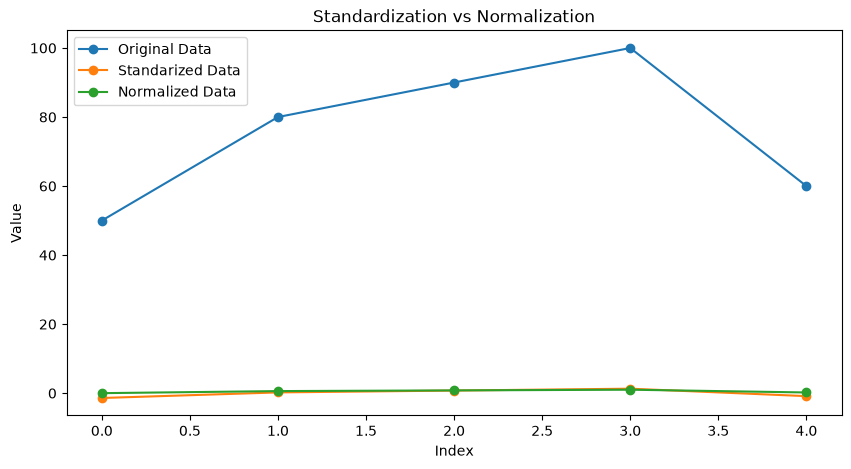 Standardization vs Normalization
Original Data
Standarized Data
Normalized Data
100
80
60
40
20
0
Value
0.0 0.5 1.0 1.5 2.0 2.5 3.0 3.5 4.0
Index